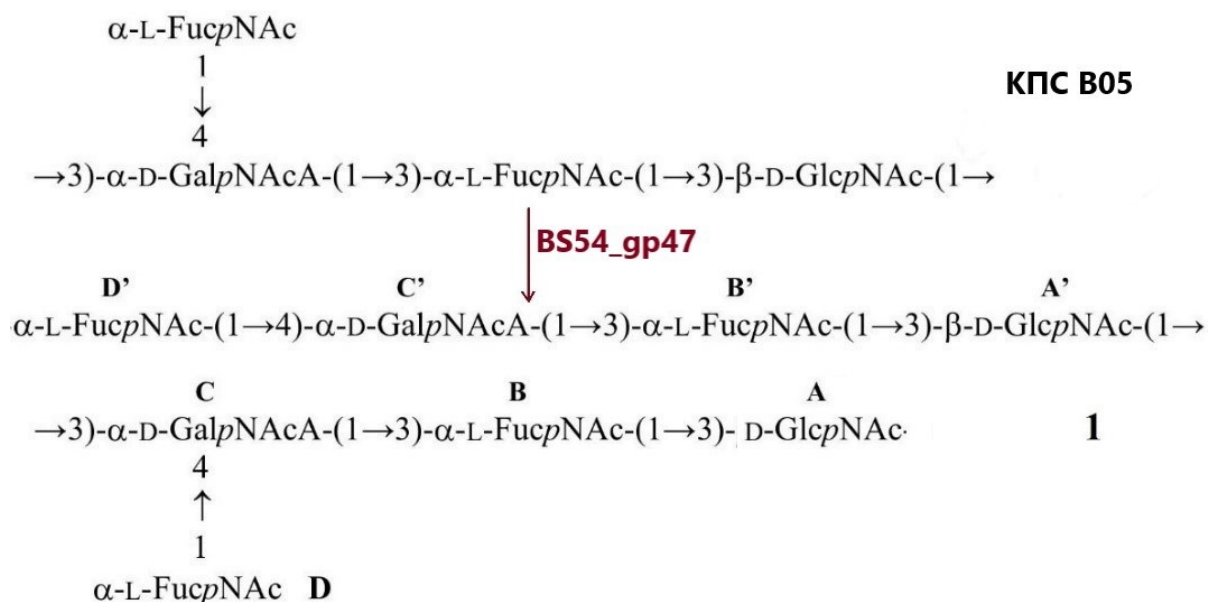 α-L-FucpNAc
1
↓
4
КПС B05
→3)-α-D-GalpNAcA-(1→3)-α-L-FucpNAc-(1→3)-β-D-GlcpNAc-(1→
BS54_gp47
D’ C’ B’ A’
α-L-FucpNAc-(1→4)-α-D-GalpNAcA-(1→3)-α-L-FucpNAc-(1→3)-β-D-GlcpNAc-(1→
C B A
→3)-α-D-GalpNAcA-(1→3)-α-L-FucpNAc-(1→3)- D-GlcpNAc 1
4
↑
1
α-L-FucpNAc D